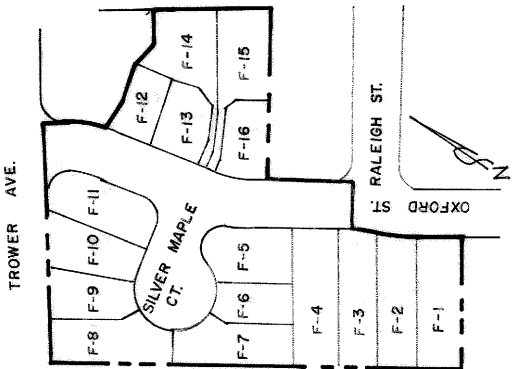 TROWER AVE.
F-14
F-15
F-12
F-13
F-16
RALEIGH ST.
OXFORD
ST.
N
F-11
F-10
F-9
F-8
SILVER MAPLE
CT.
F-5
F-6
F-7
F-4
F-3
F-2
F-1